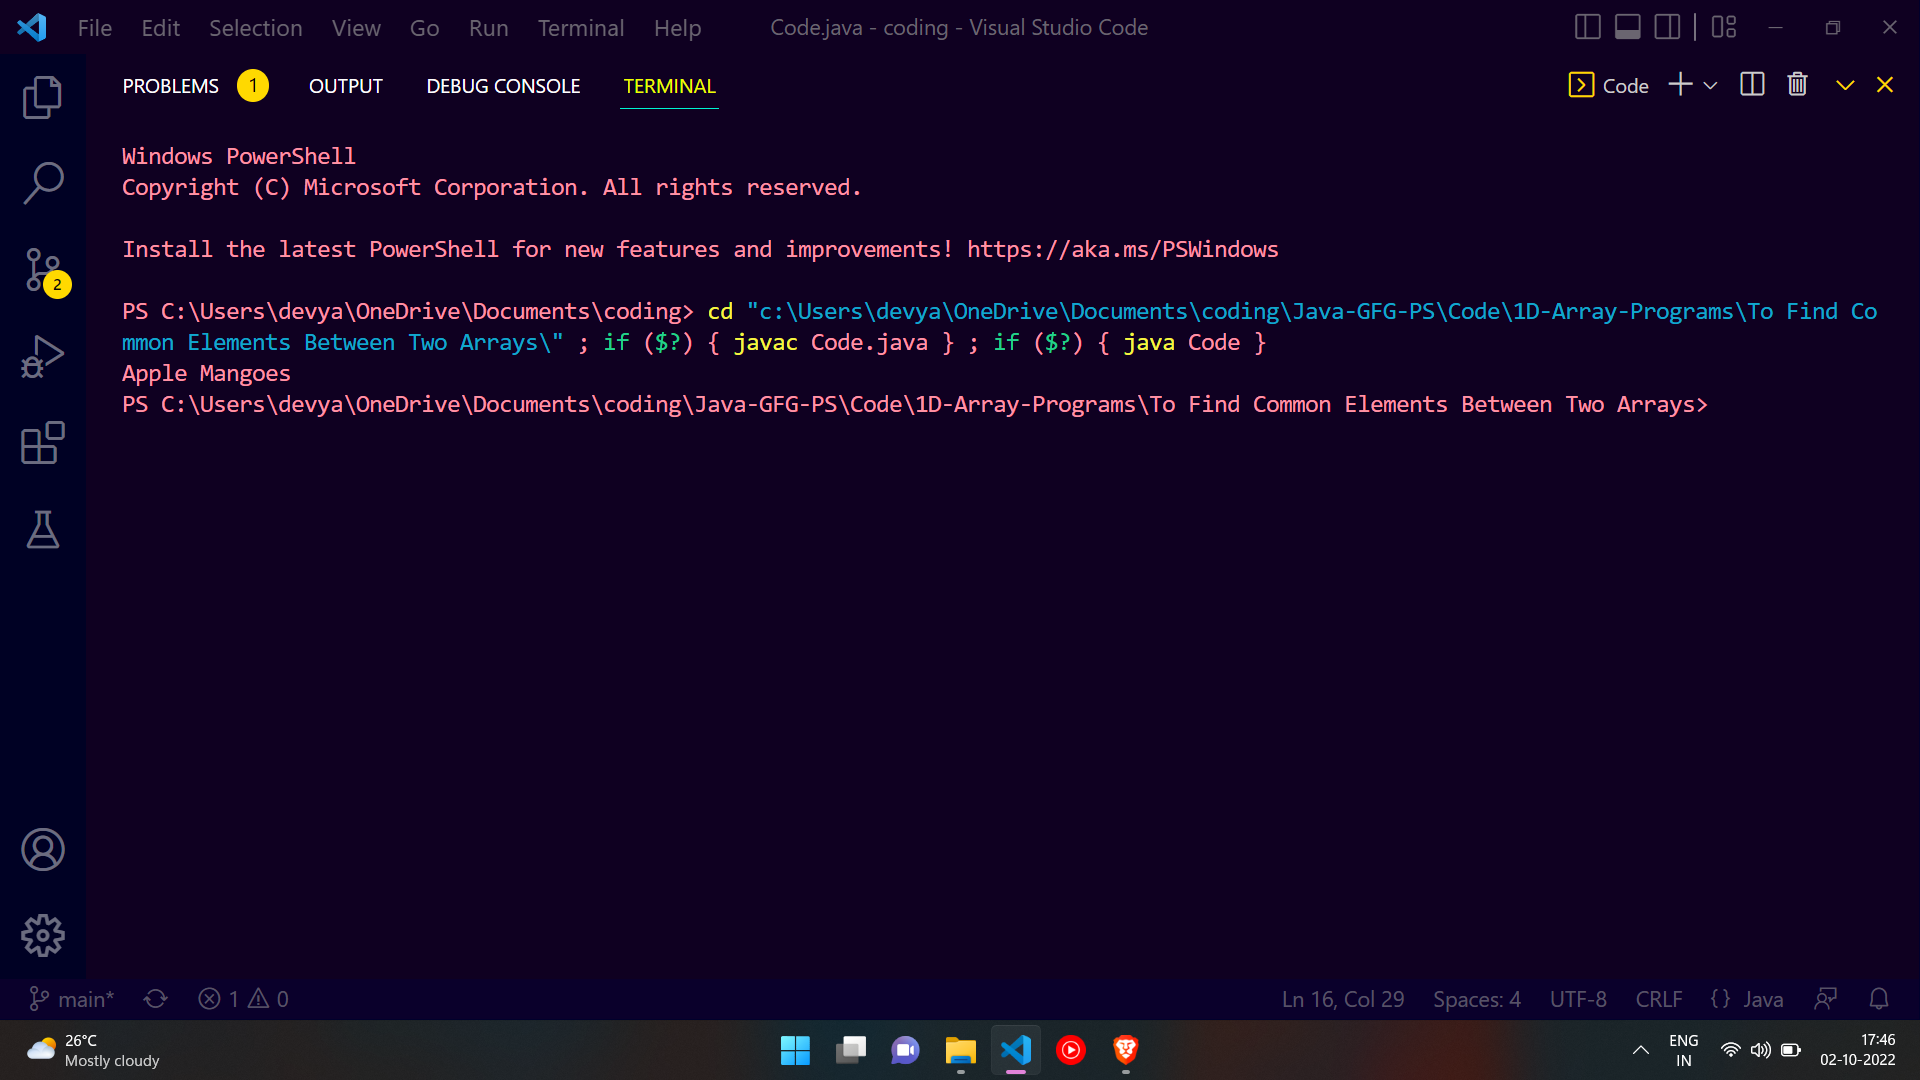 File Edit Selection View Go Run Terminal Help Code.java - coding - Visual Studio Code
PROBLEMS 1 OUTPUT DEBUG CONSOLE TERMINAL Code
Windows PowerShell
Copyright (C) Microsoft Corporation. All rights reserved.
Install the latest PowerShell for new features and improvements! https://aka.ms/PSWindows
2
PS C:\Users\devya\OneDrive\Documents\coding> cd "c:\Users\devya\OneDrive\Documents\coding\Java-GFG-PS\Code\1D-Array-Programs\To Find Co
mmon Elements Between Two Arrays\" ; if ($?) { javac Code.java } ; if ($?) { java Code }
Apple Mangoes
PS C:\Users\devya\OneDrive\Documents\coding\Java-GFG-PS\Code\1D-Array-Programs\To Find Common Elements Between Two Arrays>
main* 1 0 Ln 16, Col 29 Spaces: 4 UTF-8 CRLF {} Java
26°C
Mostly cloudy
ENG
IN
17:46
02-10-2022